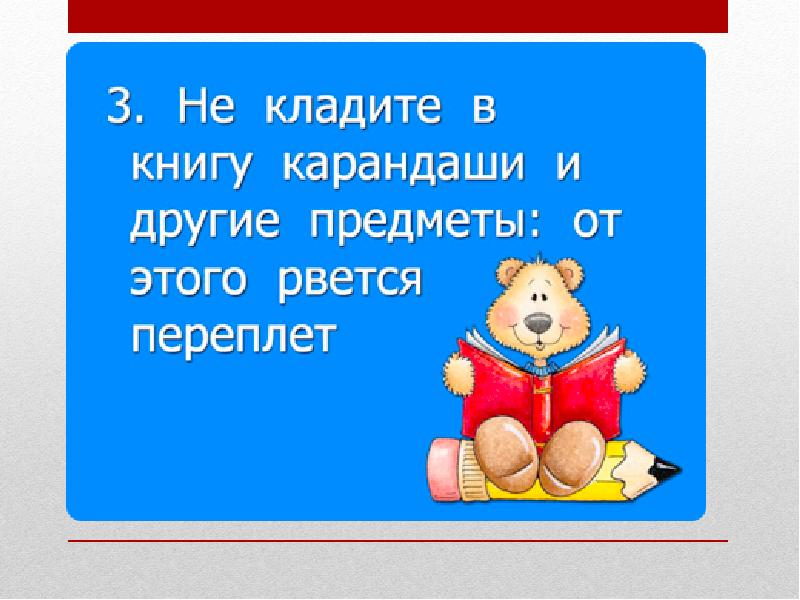 3. Не кладите в
книгу карандаши и
другие предметы: от
этого рвется
переплет